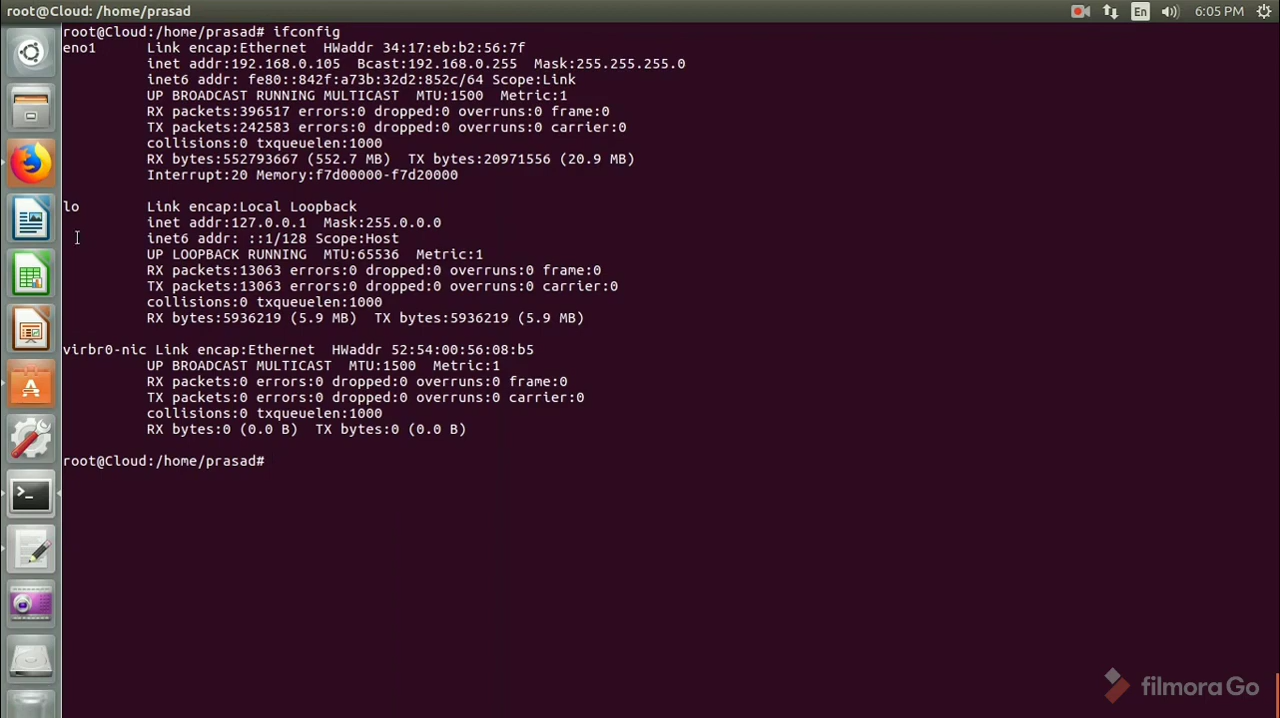 root@Cloud: /home/prasad
En
6:05 PM
root@Cloud:/home/prasad# ifconfig
eno1 Link encap:Ethernet HWaddr 34:17:eb:b2:56:7f
inet addr:192.168.0.105 Bcast:192.168.0.255 Mask:255.255.255.0
inet6 addr: fe80::842f:a73b:32d2:852c/64 Scope:Link
UP BROADCAST RUNNING MULTICAST MTU:1500 Metric:1
RX packets:396517 errors:0 dropped:0 overruns:0 frame:0
TX packets:242583 errors:0 dropped:0 overruns:0 carrier:0
collisions:0 txqueuelen:1000
RX bytes:552793667 (552.7 MB) TX bytes:20971556 (20.9 MB)
Interrupt:20 Memory:f7d00000-f7d20000
lo Link encap:Local Loopback
inet addr:127.0.0.1 Mask:255.0.0.0
inet6 addr: ::1/128 Scope:Host
UP LOOPBACK RUNNING MTU:65536 Metric:1
RX packets:13063 errors:0 dropped:0 overruns:0 frame:0
TX packets:13063 errors:0 dropped:0 overruns:0 carrier:0
collisions:0 txqueuelen:1000
RX bytes:5936219 (5.9 MB) TX bytes:5936219 (5.9 MB)
virbr0-nic Link encap:Ethernet HWaddr 52:54:00:56:08:b5
UP BROADCAST MULTICAST MTU:1500 Metric:1
RX packets:0 errors:0 dropped:0 overruns:0 frame:0
TX packets:0 errors:0 dropped:0 overruns:0 carrier:0
collisions:0 txqueuelen:1000
RX bytes:0 (0.0 B) TX bytes:0 (0.0 B)
root@Cloud:/home/prasad#
filmora Go